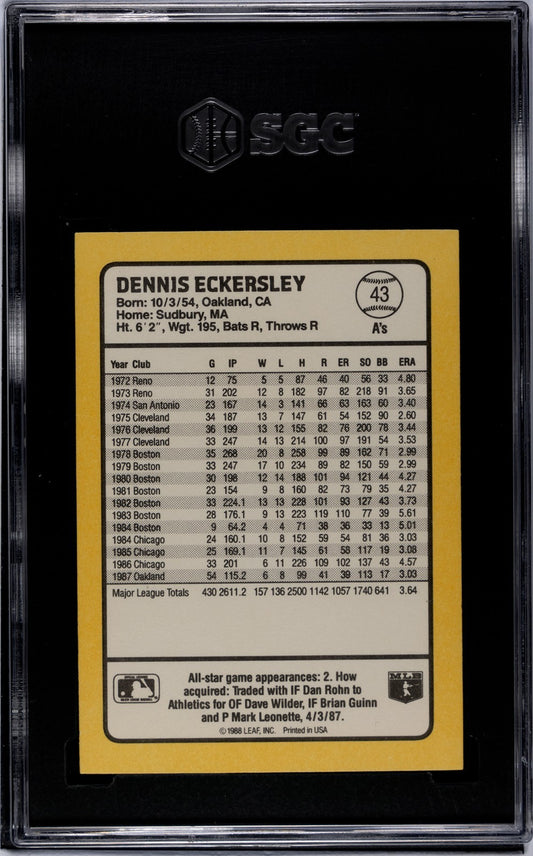 SGC
DENNIS ECKERSLEY
Born: 10/3/54, Oakland, CA
Home: Sudbury, MA
Ht. 6'2", Wgt. 195, Bats R, Throws R
43
A's
Year Club G IP W L H R ER SO BB ERA
1972 Reno 12 75 5 5 87 46 40 56 33 4.80
1973 Reno 31 202 12 8 182 97 82 218 91 3.65
1974 San Antonio 23 167 14 3 141 66 63 163 60 3.40
1975 Cleveland 34 187 13 7 147 61 54 152 90 2.60
1976 Cleveland 36 199 13 12 155 82 76 200 78 3.44
1977 Cleveland 33 247 14 13 214 100 97 191 54 3.53
1978 Boston 35 268 20 8 258 99 89 162 71 2.99
1979 Boston 33 247 17 10 234 89 82 150 59 2.99
1980 Boston 30 198 12 14 188 101 94 121 44 4.27
1981 Boston 23 154 9 8 160 82 73 79 35 4.27
1982 Boston 33 224.1 13 13 228 101 93 127 43 3.73
1983 Boston 28 176.1 9 13 223 119 110 77 39 5.61
1984 Boston 9 64.2 4 4 71 38 36 33 13 5.01
1984 Chicago 24 160.1 10 8 152 59 54 81 36 3.03
1985 Chicago 25 169.1 11 7 145 61 58 117 19 3.08
1986 Chicago 33 201 6 11 226 109 102 137 43 4.57
1987 Oakland 54 115.2 6 8 99 41 39 113 17 3.03
Major League Totals 430 2611.2 157 136 2500 1142 1057 1740 641 3.64
All-star game appearances: 2. How
acquired: Traded with IF Dan Rohn to
Athletics for OF Dave Wilder, IF Brian Guinn
and P Mark Leonette, 4/3/87.
MLB
© 1988 LEAF, INC. Printed in USA